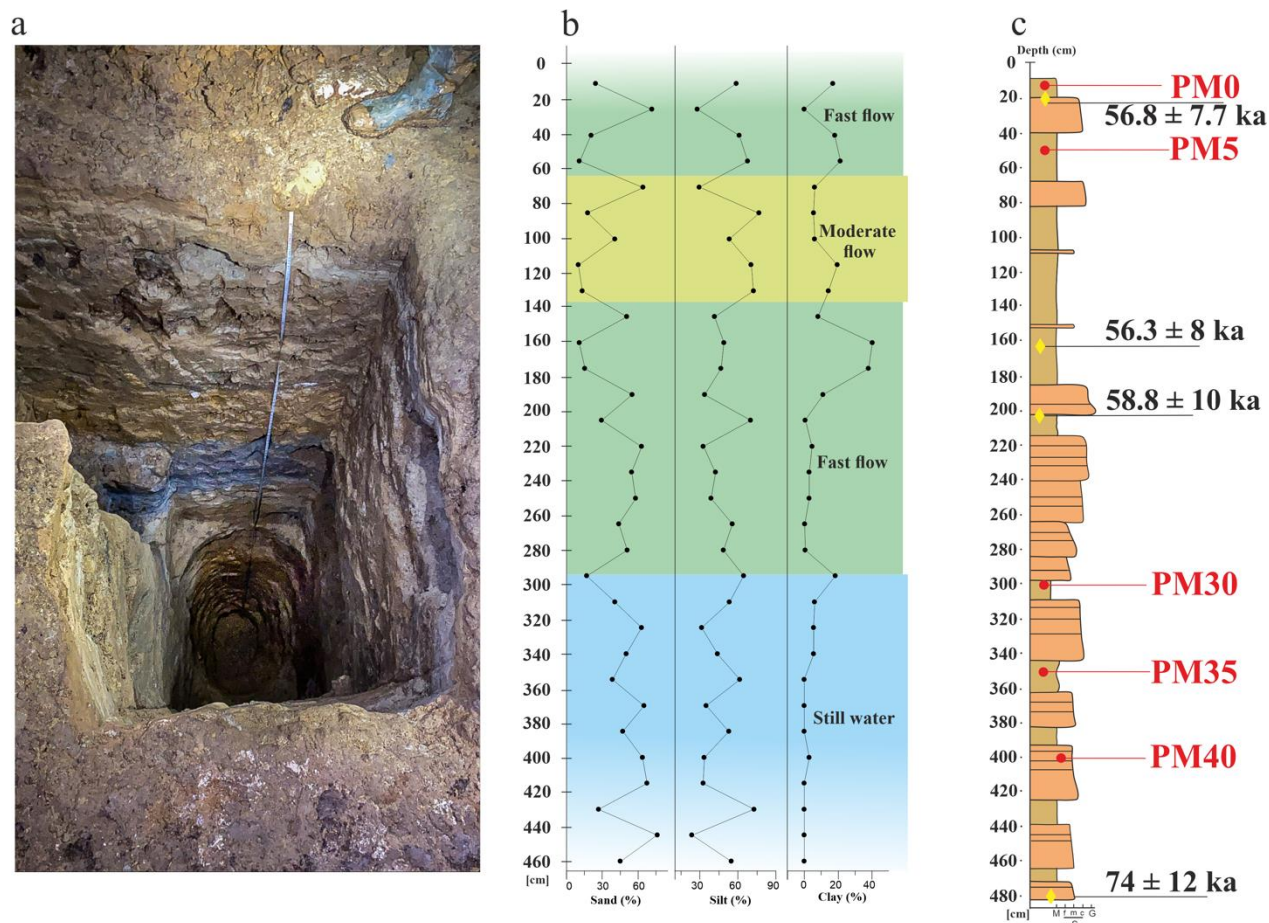 a
b
c
0
20
40
60
80
100
120
140
160
180
200
220
240
260
280
300
320
340
360
380
400
420
440
460
[cm]
Fast flow
Moderate
flow
Fast flow
Still water
0 30 60
30 60 90
0 20 40
Sand (%)
Silt (%)
Clay (%)
Depth (cm)
0
20
40
60
80
100
120
140
160
180
200
220
240
260
280
300
320
340
360
380
400
420
440
460
480
[cm]
PM0
56.8 ± 7.7 ka
PM5
56.3 ± 8 ka
58.8 ± 10 ka
PM30
PM35
PM40
74 ± 12 ka
M f m c G
S